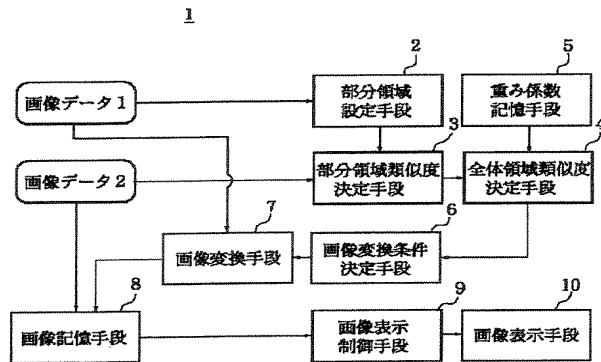 1
2
5
画像データ1
部分領域
設定手段
重み係数
記憶手段
3
4
画像データ2
部分領域類似度
決定手段
全体領域類似度
決定手段
7
6
画像変換手段
画像変換条件
決定手段
8
9
10
画像記憶手段
画像表示
制御手段
画像表示手段